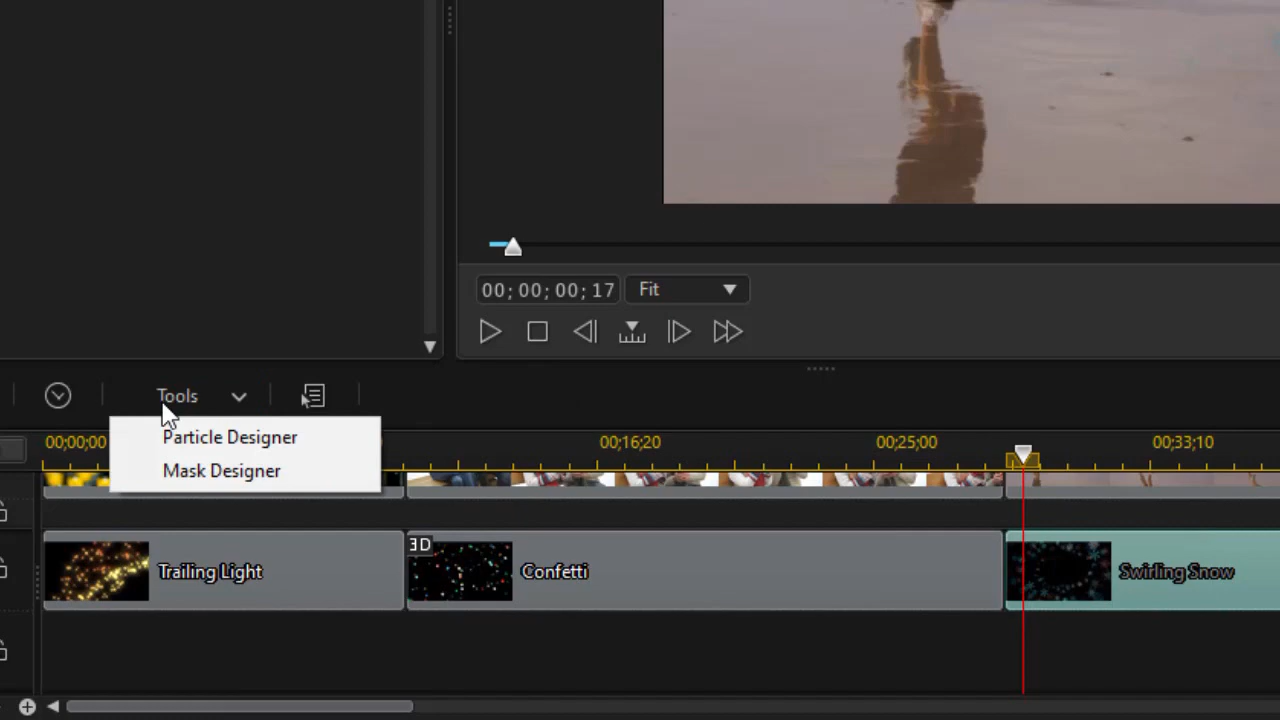 00; 00; 00; 17
Fit
Tools
Particle Designer
Mask Designer
00;00;00
00;16;20
00;25;00
00;33;10
Trailing Light
3D
Confetti
Swirling Snow